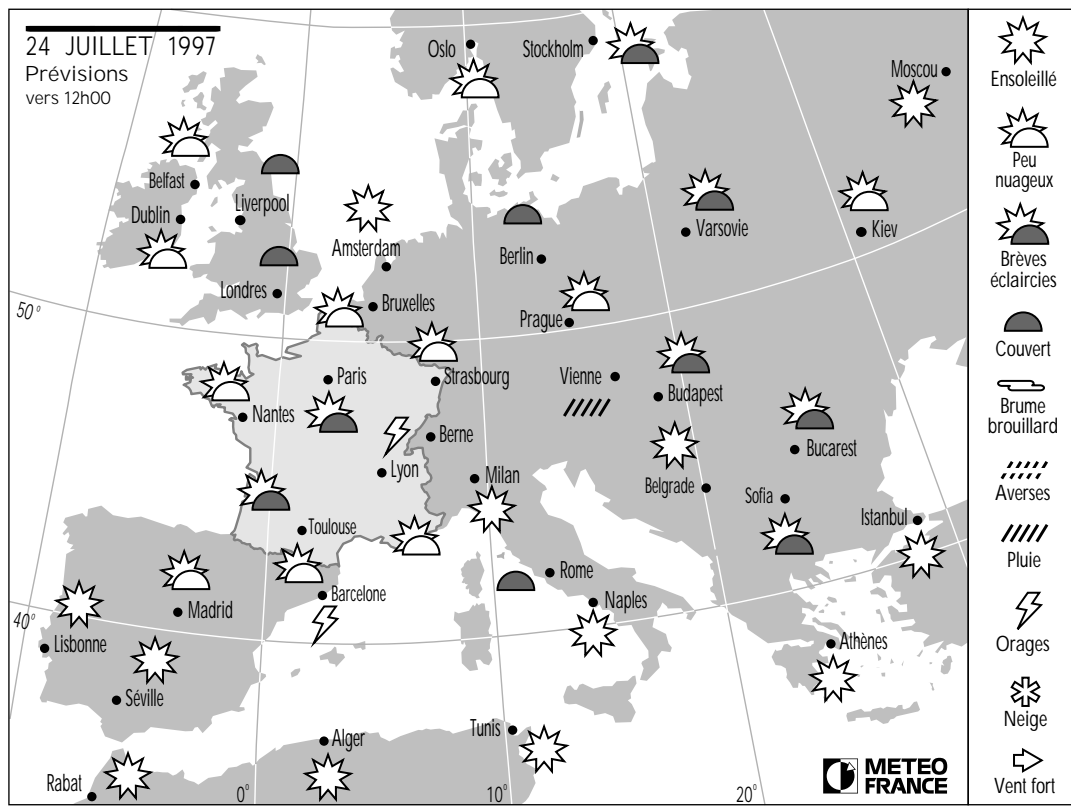 24 JUILLET 1997
Prévisions
vers 12h00
Oslo
Stockholm
Moscou
Belfast
Dublin
Liverpool
Amsterdam
Berlin
Varsovie
Kiev
Londres
Bruxelles
Prague
50°
Paris
Strasbourg
Vienne
Budapest
Nantes
Berne
Lyon
Milan
Bucarest
Belgrade
Sofia
Istanbul
Toulouse
Barcelone
Rome
Madrid
Naples
40°
Lisbonne
Athènes
Séville
Tunis
Alger
Rabat
0°
10°
20°
METEO
FRANCE
Ensoleillé
Peu
nuageux
Brèves
éclaircies
Couvert
Brume
brouillard
Averses
Pluie
Orages
Neige
Vent fort